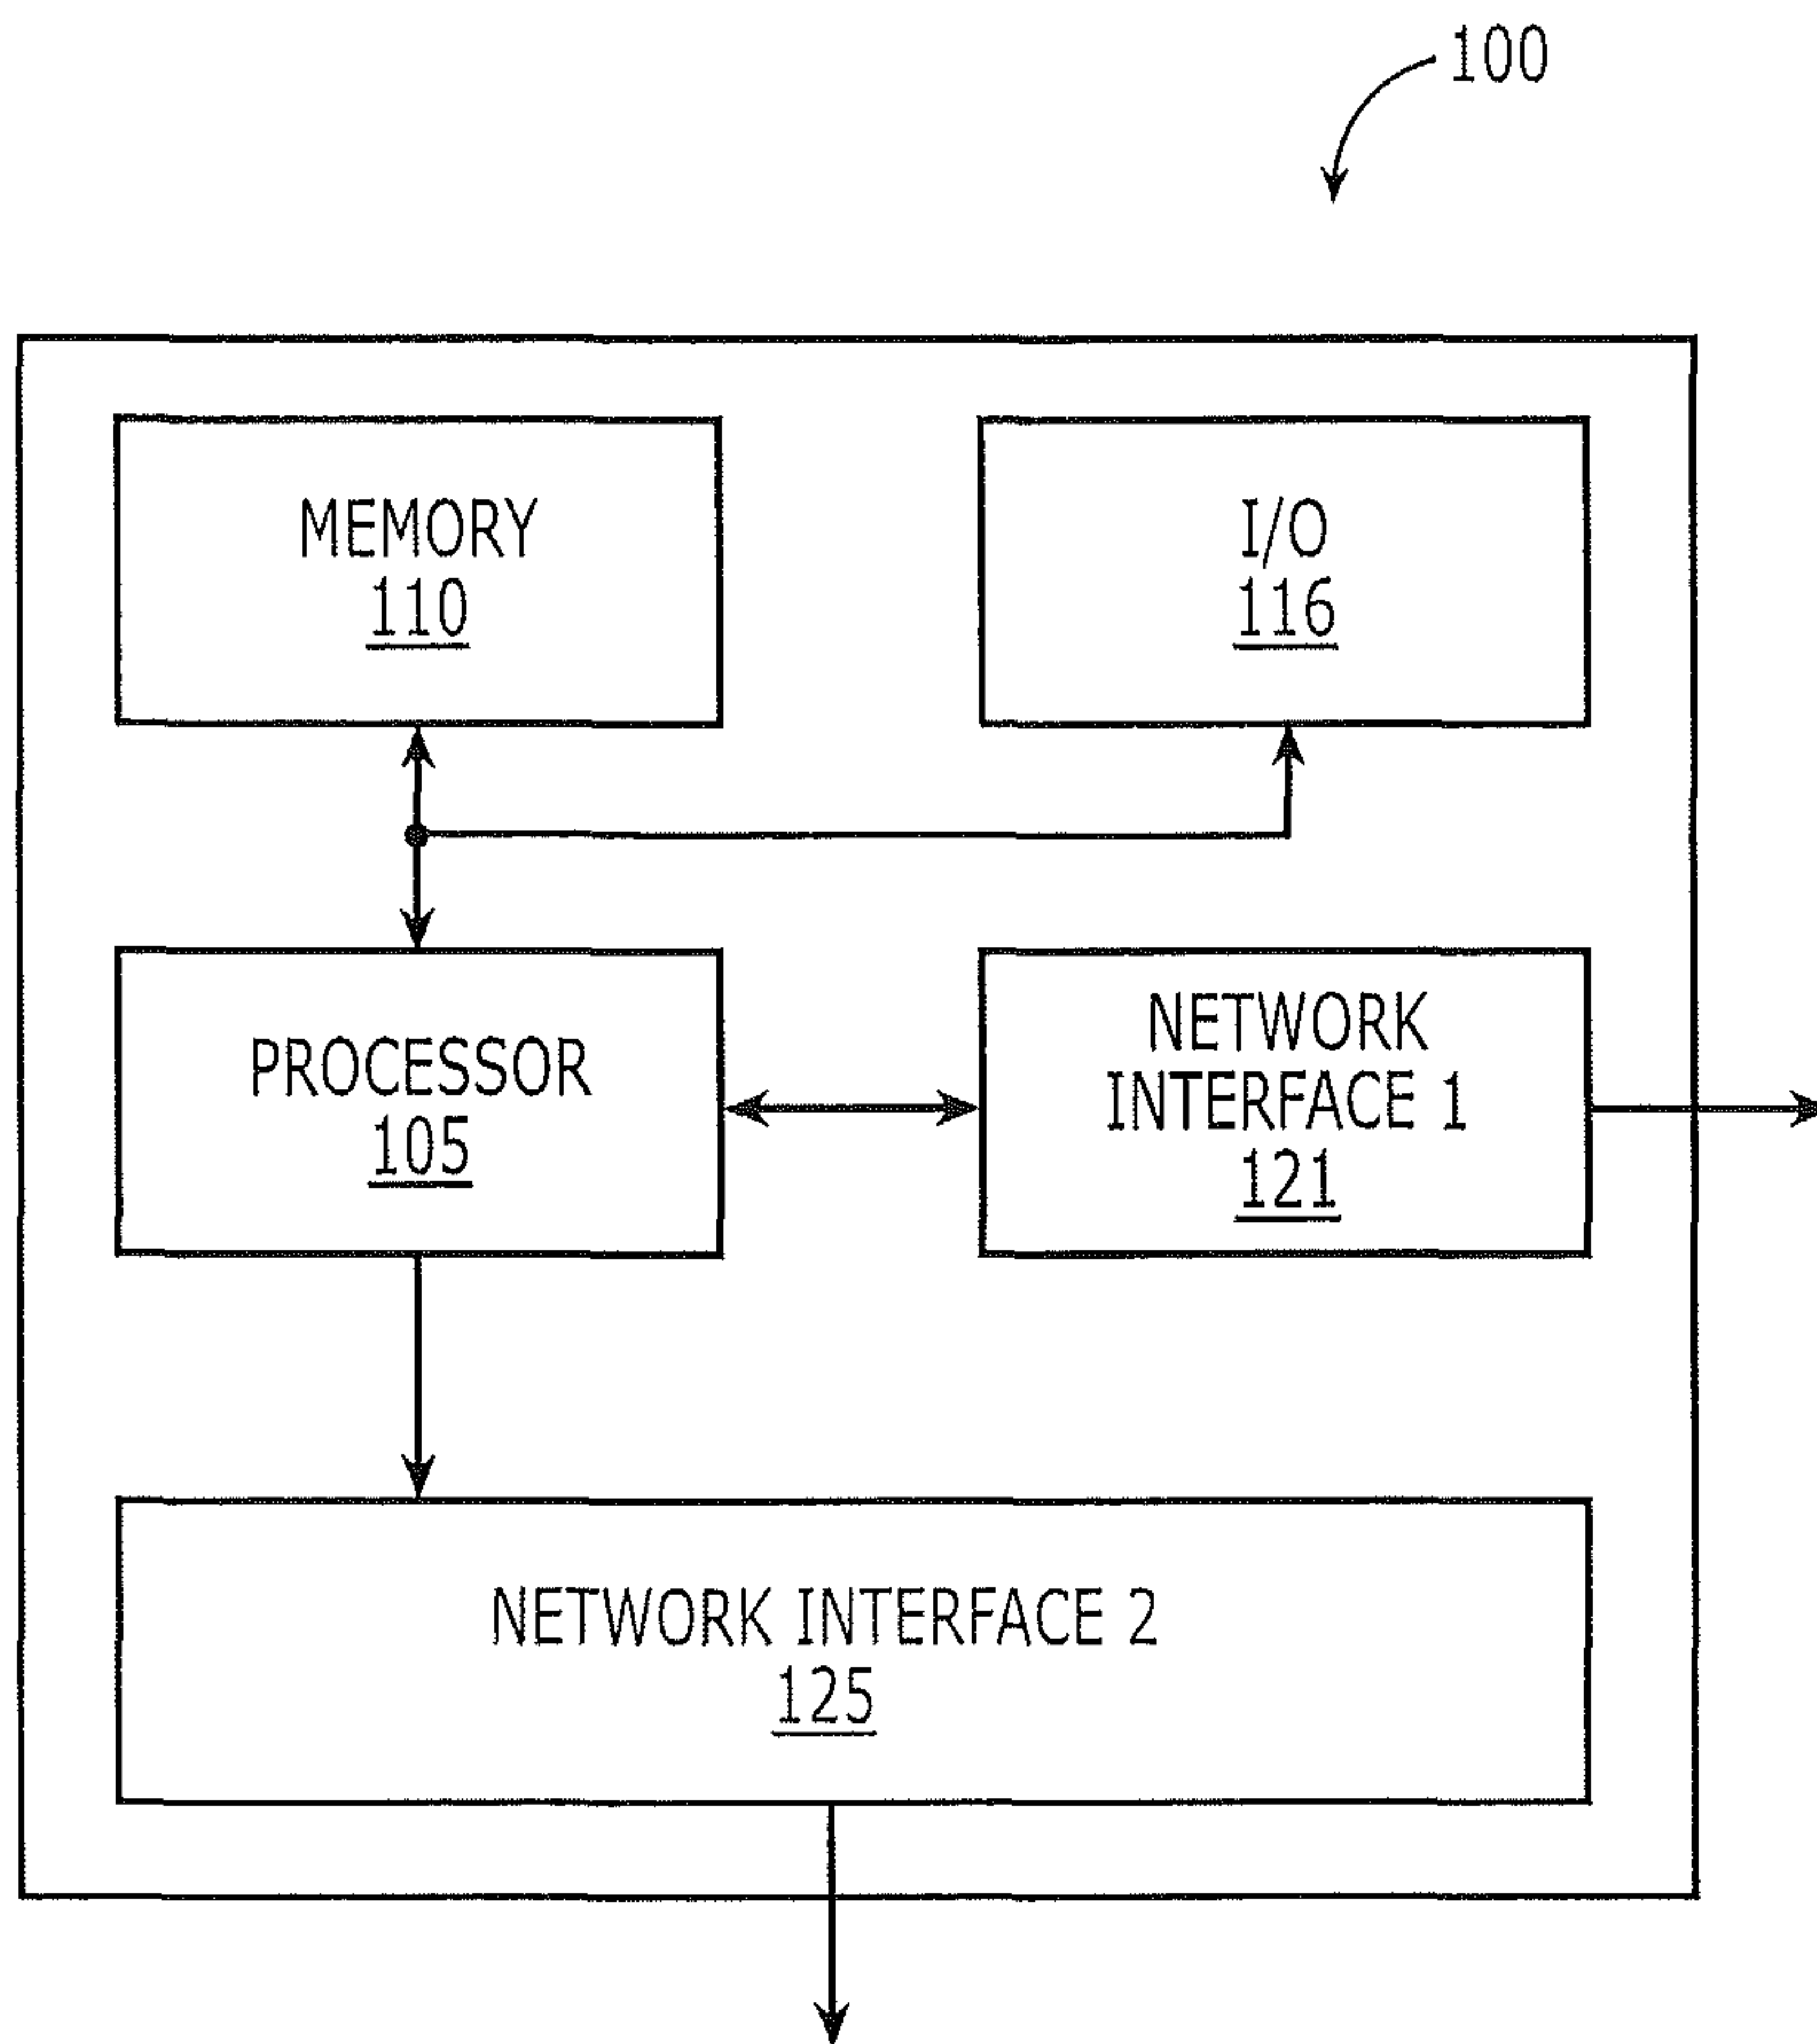 100
MEMORY
110
I/O
116
PROCESSOR
105
NETWORK
INTERFACE 1
121
NETWORK INTERFACE 2
125